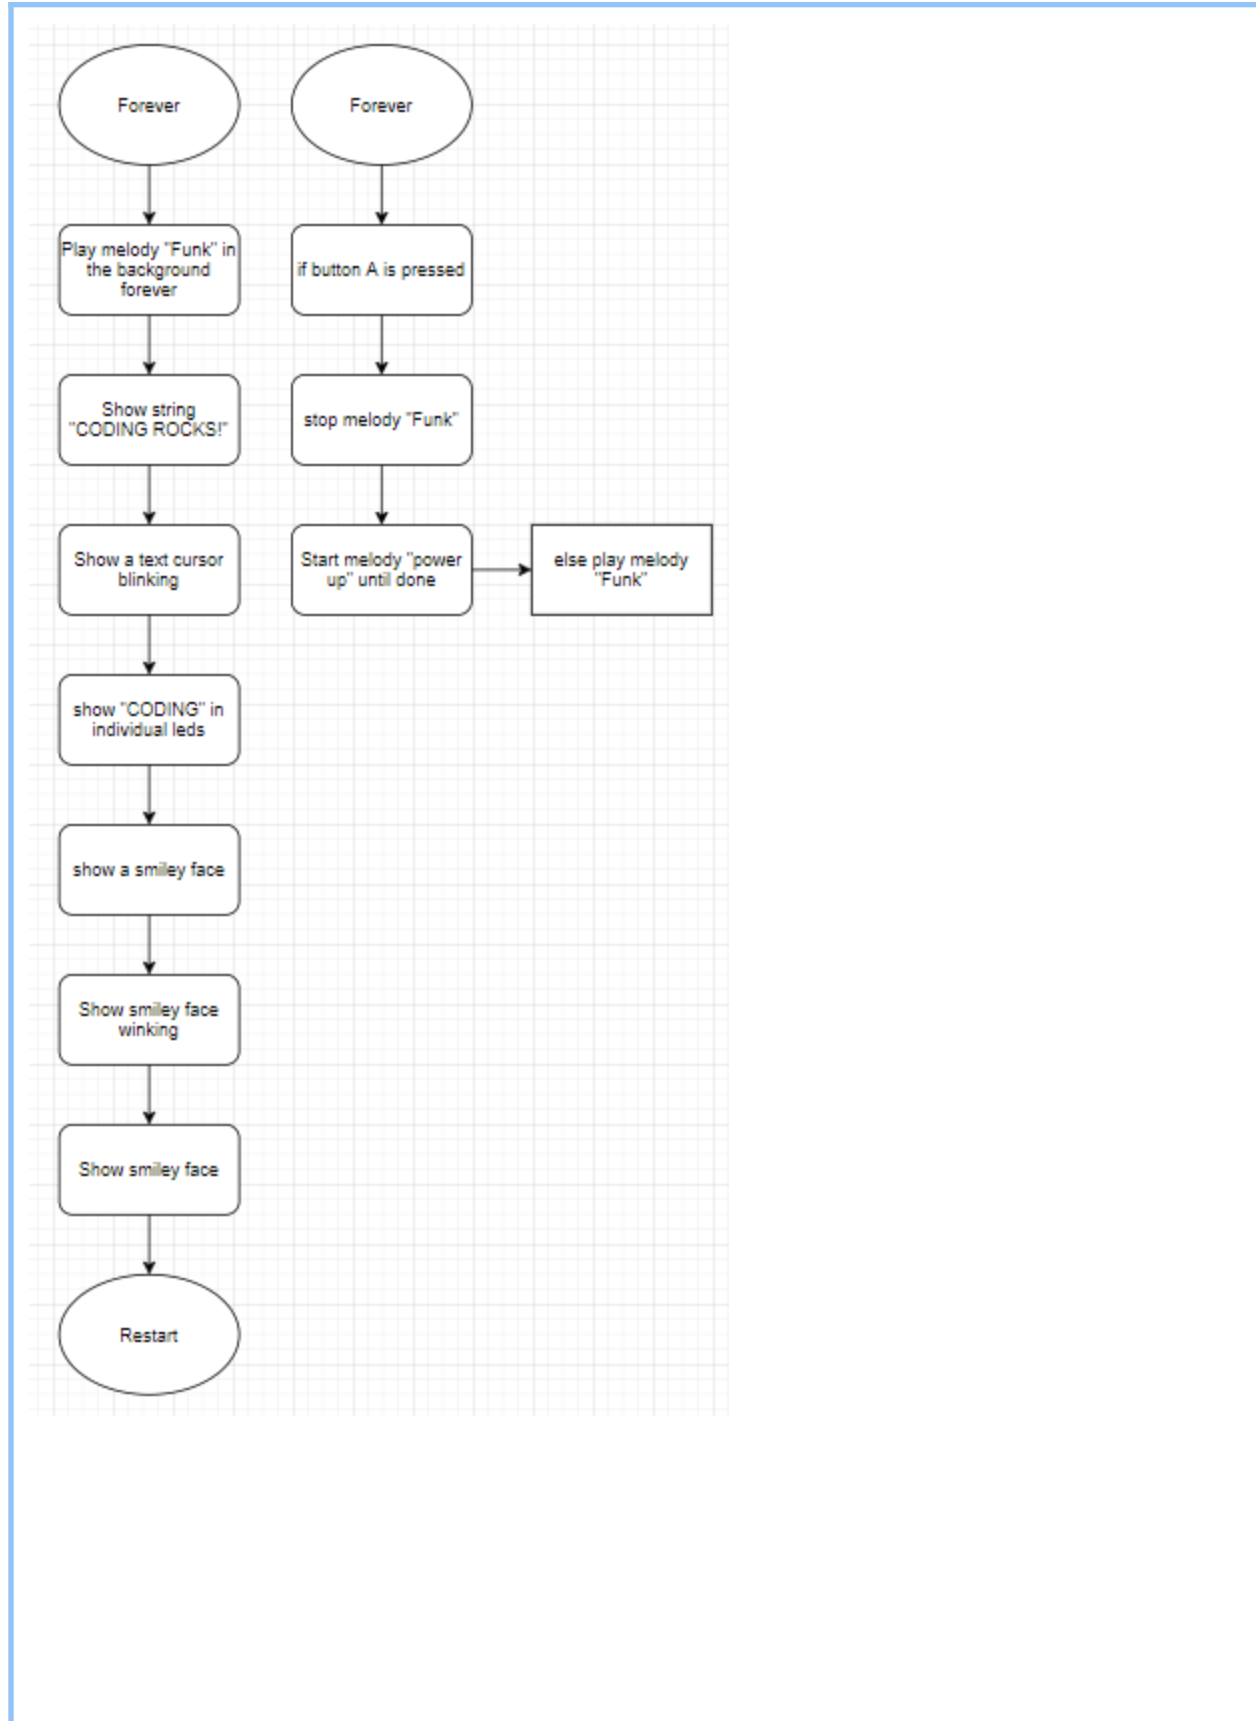 Forever
Play melody "Funk" in
the background
forever
Show string
"CODING ROCKS!"
Show a text cursor
blinking
show "CODING" in
individual leds
show a smiley face
Show smiley face
winking
Show smiley face
Restart
Forever
if button A is pressed
stop melody "Funk"
Start melody "power
up" until done
else play melody
"Funk"